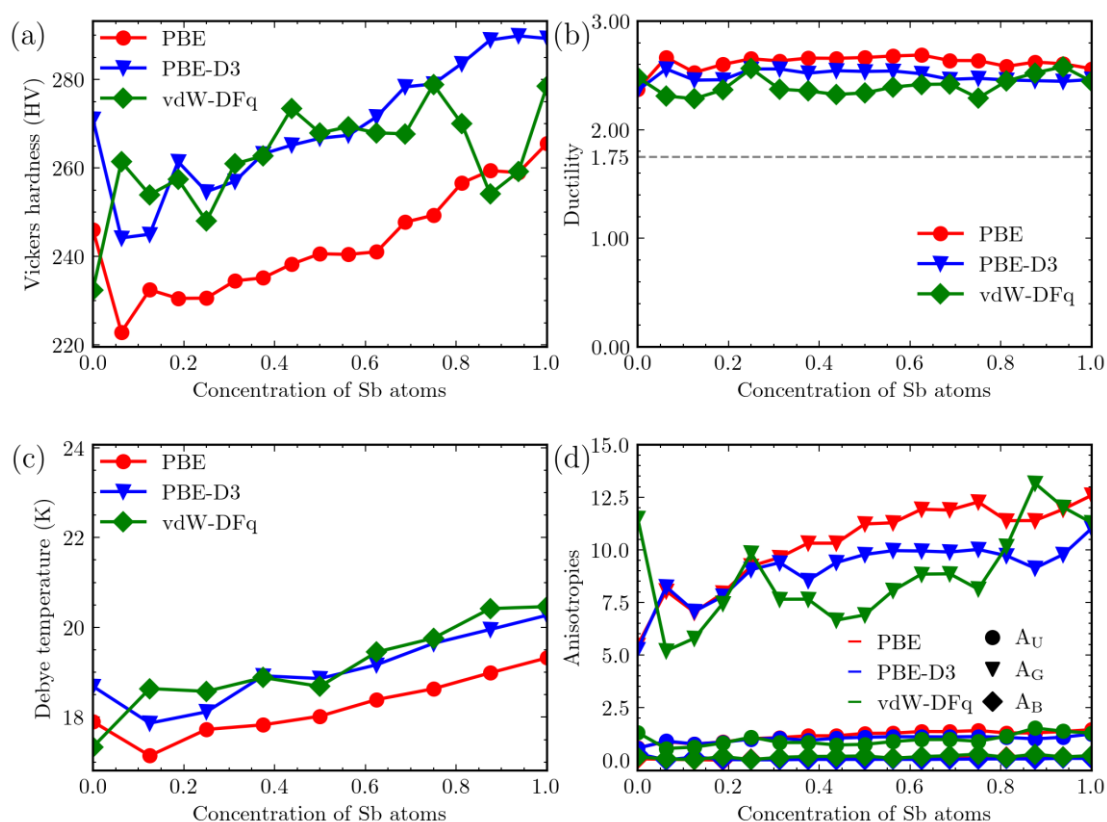 (a)
PBE
PBE-D3
vdW-DFq
Vickers hardness (HV)
280
260
240
220
0.0 0.2 0.4 0.6 0.8 1.0
Concentration of Sb atoms
(b)
3.00
2.00
1.75
1.00
0.00
Ductility
PBE
PBE-D3
vdW-DFq
0.0 0.2 0.4 0.6 0.8 1.0
Concentration of Sb atoms
(c)
24
22
20
18
Debye temperature (K)
PBE
PBE-D3
vdW-DFq
0.0 0.2 0.4 0.6 0.8 1.0
Concentration of Sb atoms
(d)
15.0
12.5
10.0
7.5
5.0
2.5
0.0
Anisotropies
PBE
PBE-D3
vdW-DFq
A_U
A_G
A_B
0.0 0.2 0.4 0.6 0.8 1.0
Concentration of Sb atoms